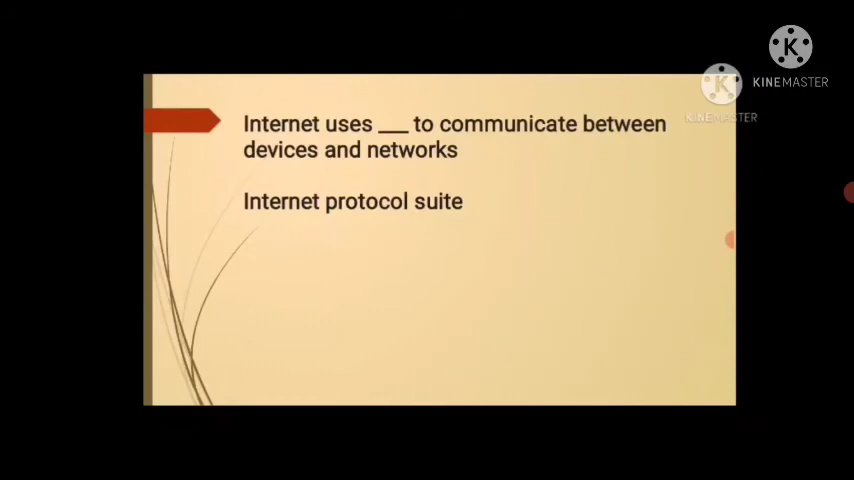 KINEMASTER
KINEMASTER
Internet uses ___ to communicate between
devices and networks
Internet protocol suite